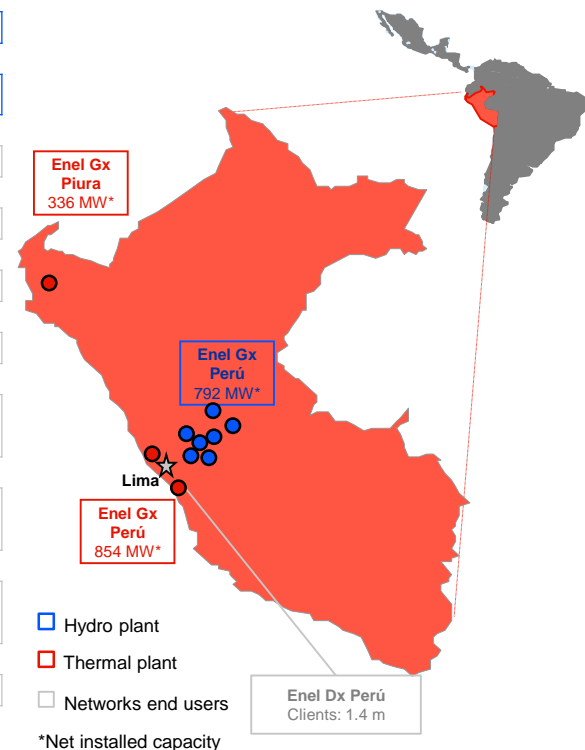 Enel Gx
Piura
336 MW*
Enel Gx
Perú
792 MW*
Lima
Enel Gx
Perú
854 MW*
Hydro plant
Thermal plant
Networks end users
*Net installed capacity
Enel Dx Perú
Clients: 1.4 m